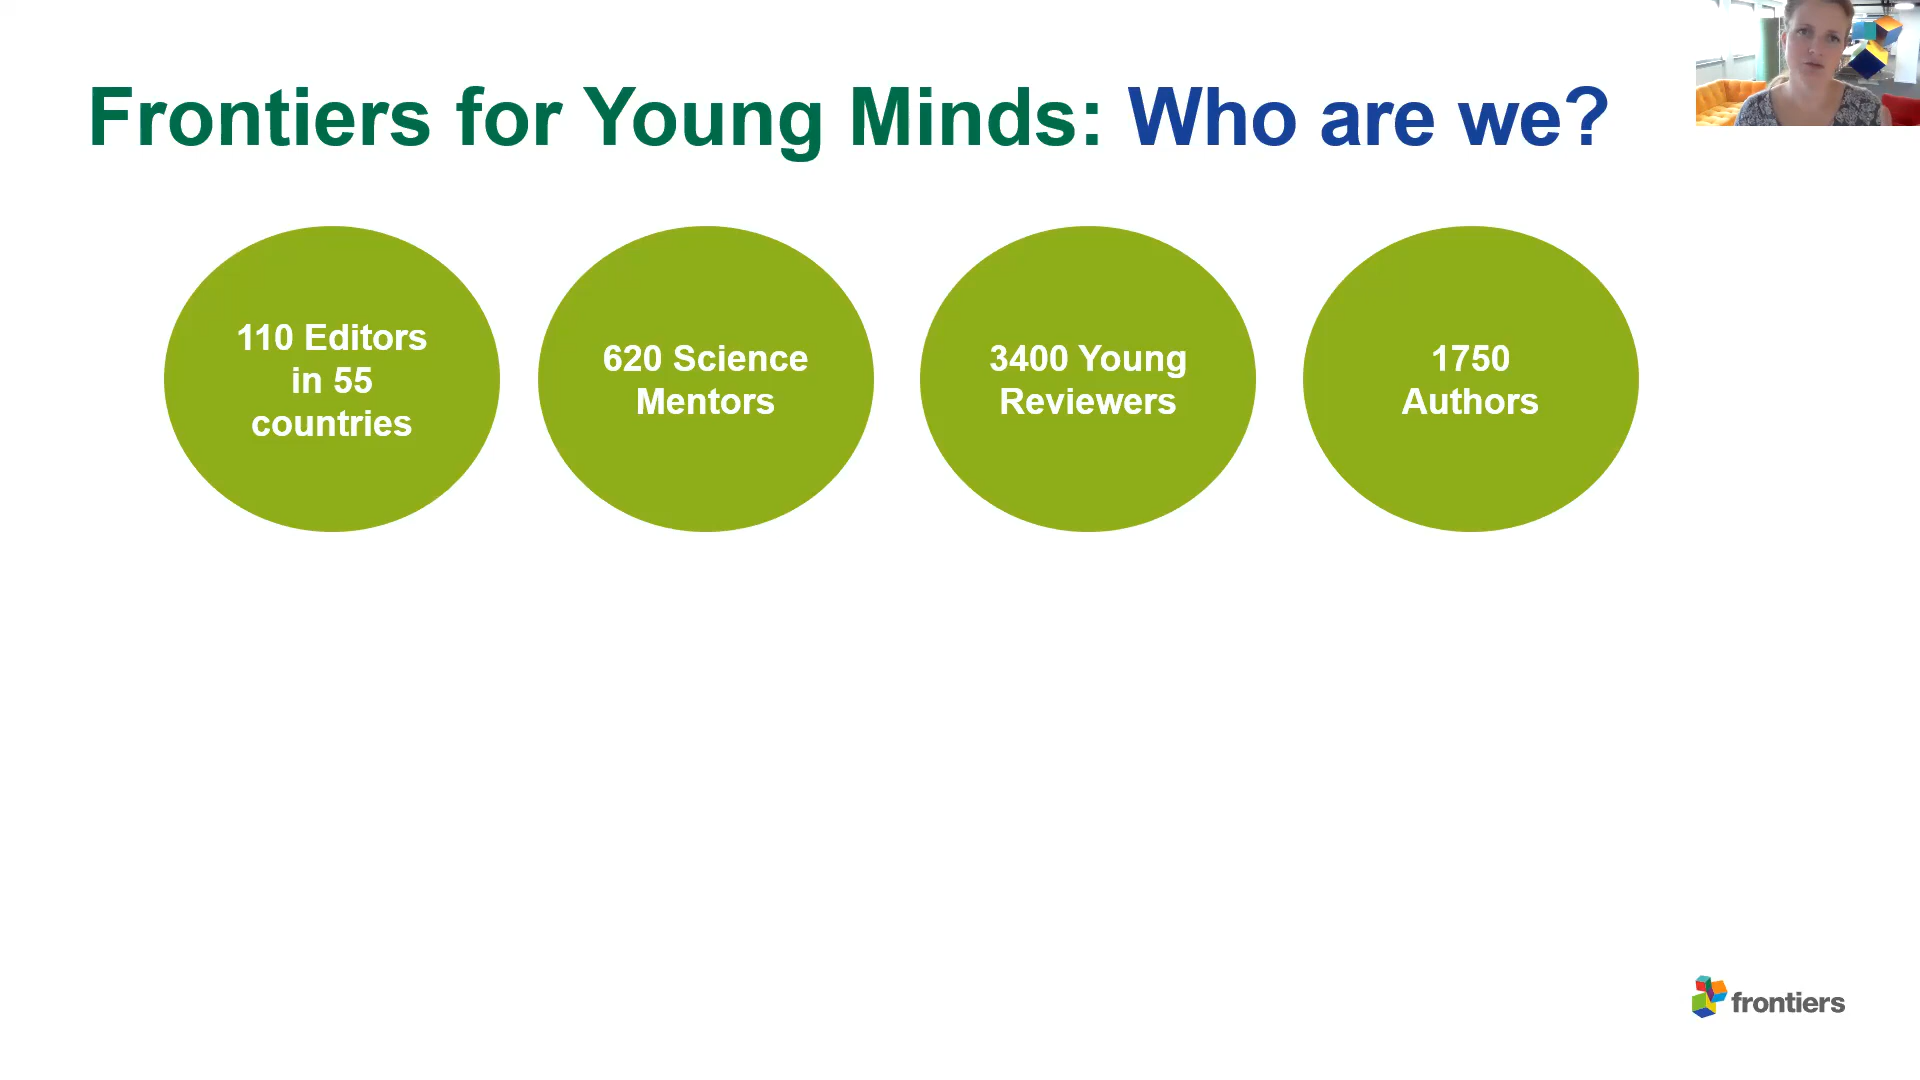 Frontiers for Young Minds: Who are we?
110 Editors
in 55
countries
620 Science
Mentors
3400 Young
Reviewers
1750
Authors
frontiers